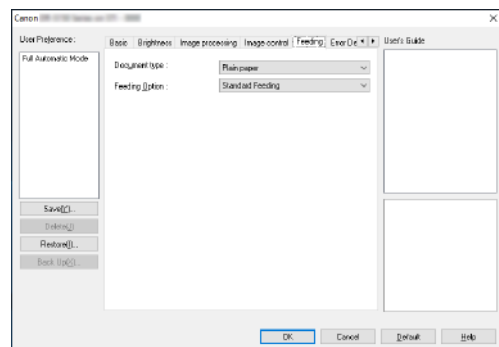 Canon
User Preference :
Full Automatic Mode
Save(Y)...
Delete(J)
Restore(I)...
Back Up(K)...
Basic Brightness Image processing Image control Feeding Error De
Document type :
Plain paper
Feeding Option :
Standard Feeding
User's Guide
OK Cancel Default Help